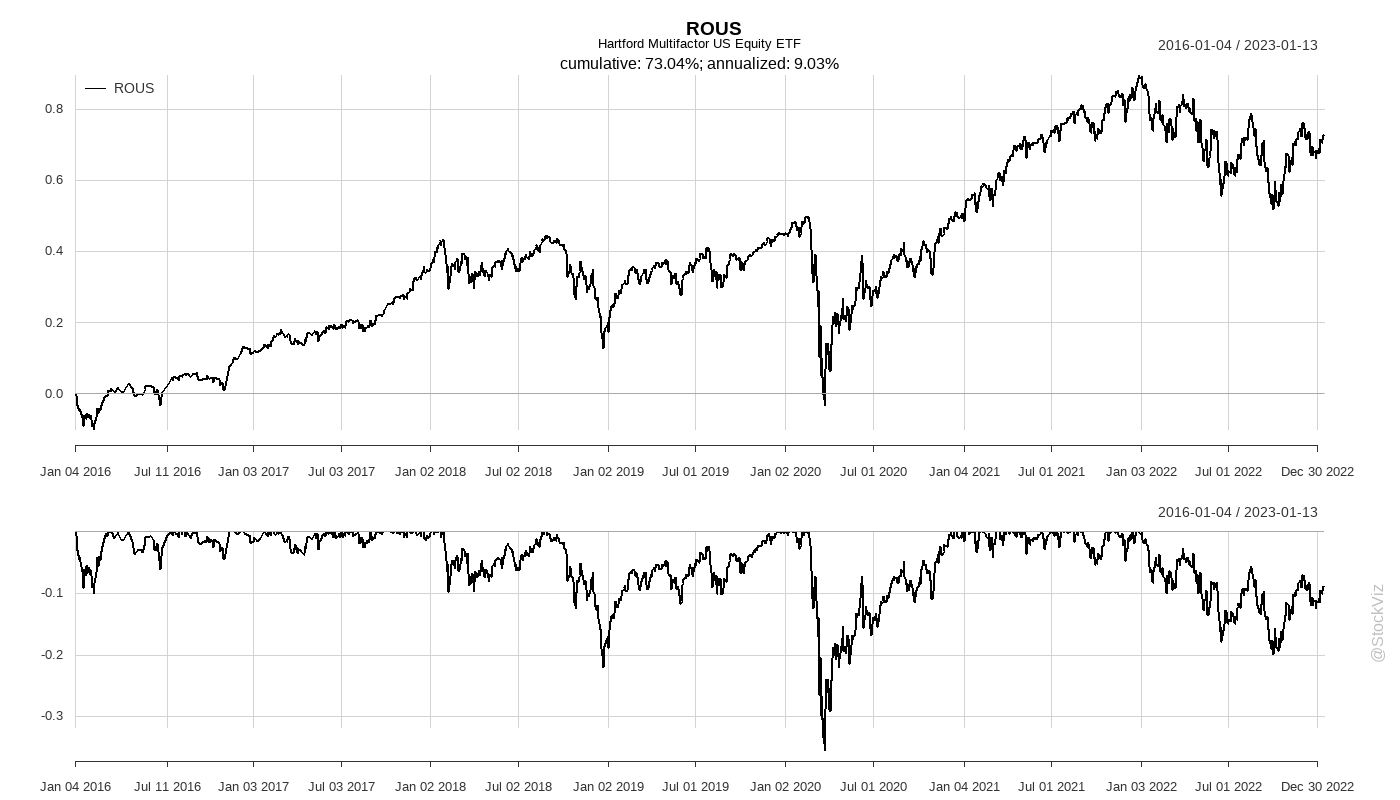 ROUS
Hartford Multifactor US Equity ETF
cumulative: 73.04%; annualized: 9.03%
2016-01-04 / 2023-01-13
ROUS
0.8
0.6
0.4
0.2
0.0
Jan 04 2016 Jul 11 2016 Jan 03 2017 Jul 03 2017 Jan 02 2018 Jul 02 2018 Jan 02 2019 Jul 01 2019 Jan 02 2020 Jul 01 2020 Jan 04 2021 Jul 01 2021 Jan 03 2022 Jul 01 2022 Dec 30 2022
2016-01-04 / 2023-01-13
-0.1
-0.2
-0.3
Jan 04 2016 Jul 11 2016 Jan 03 2017 Jul 03 2017 Jan 02 2018 Jul 02 2018 Jan 02 2019 Jul 01 2019 Jan 02 2020 Jul 01 2020 Jan 04 2021 Jul 01 2021 Jan 03 2022 Jul 01 2022 Dec 30 2022
@StockViz